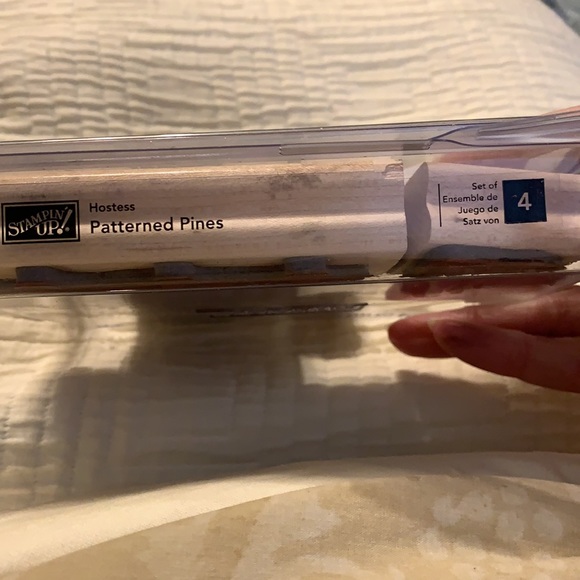 STAMPIN'
UP!®
Hostess
Patterned Pines
Set of
Ensemble de
Juego de
Satz von
4